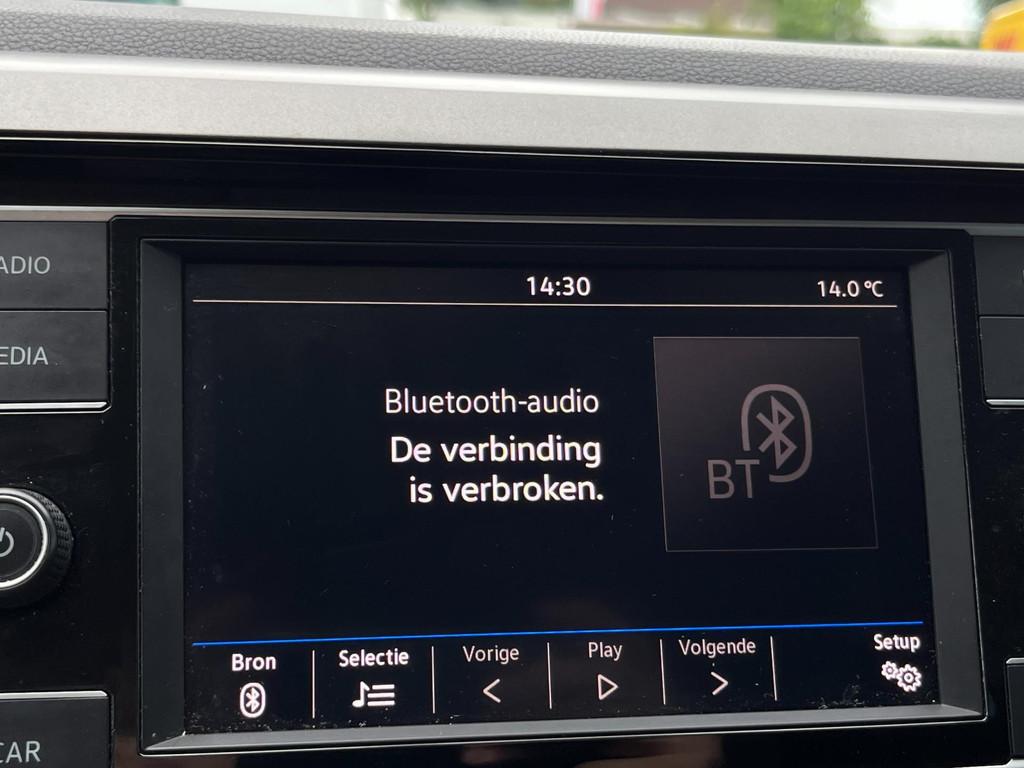 14:30
14.0 °C
ADIO
EDIA
Bluetooth-audio
De verbinding
is verbroken.
BT
Bron
Selectie
Vorige
Play
Volgende
Setup
CAR